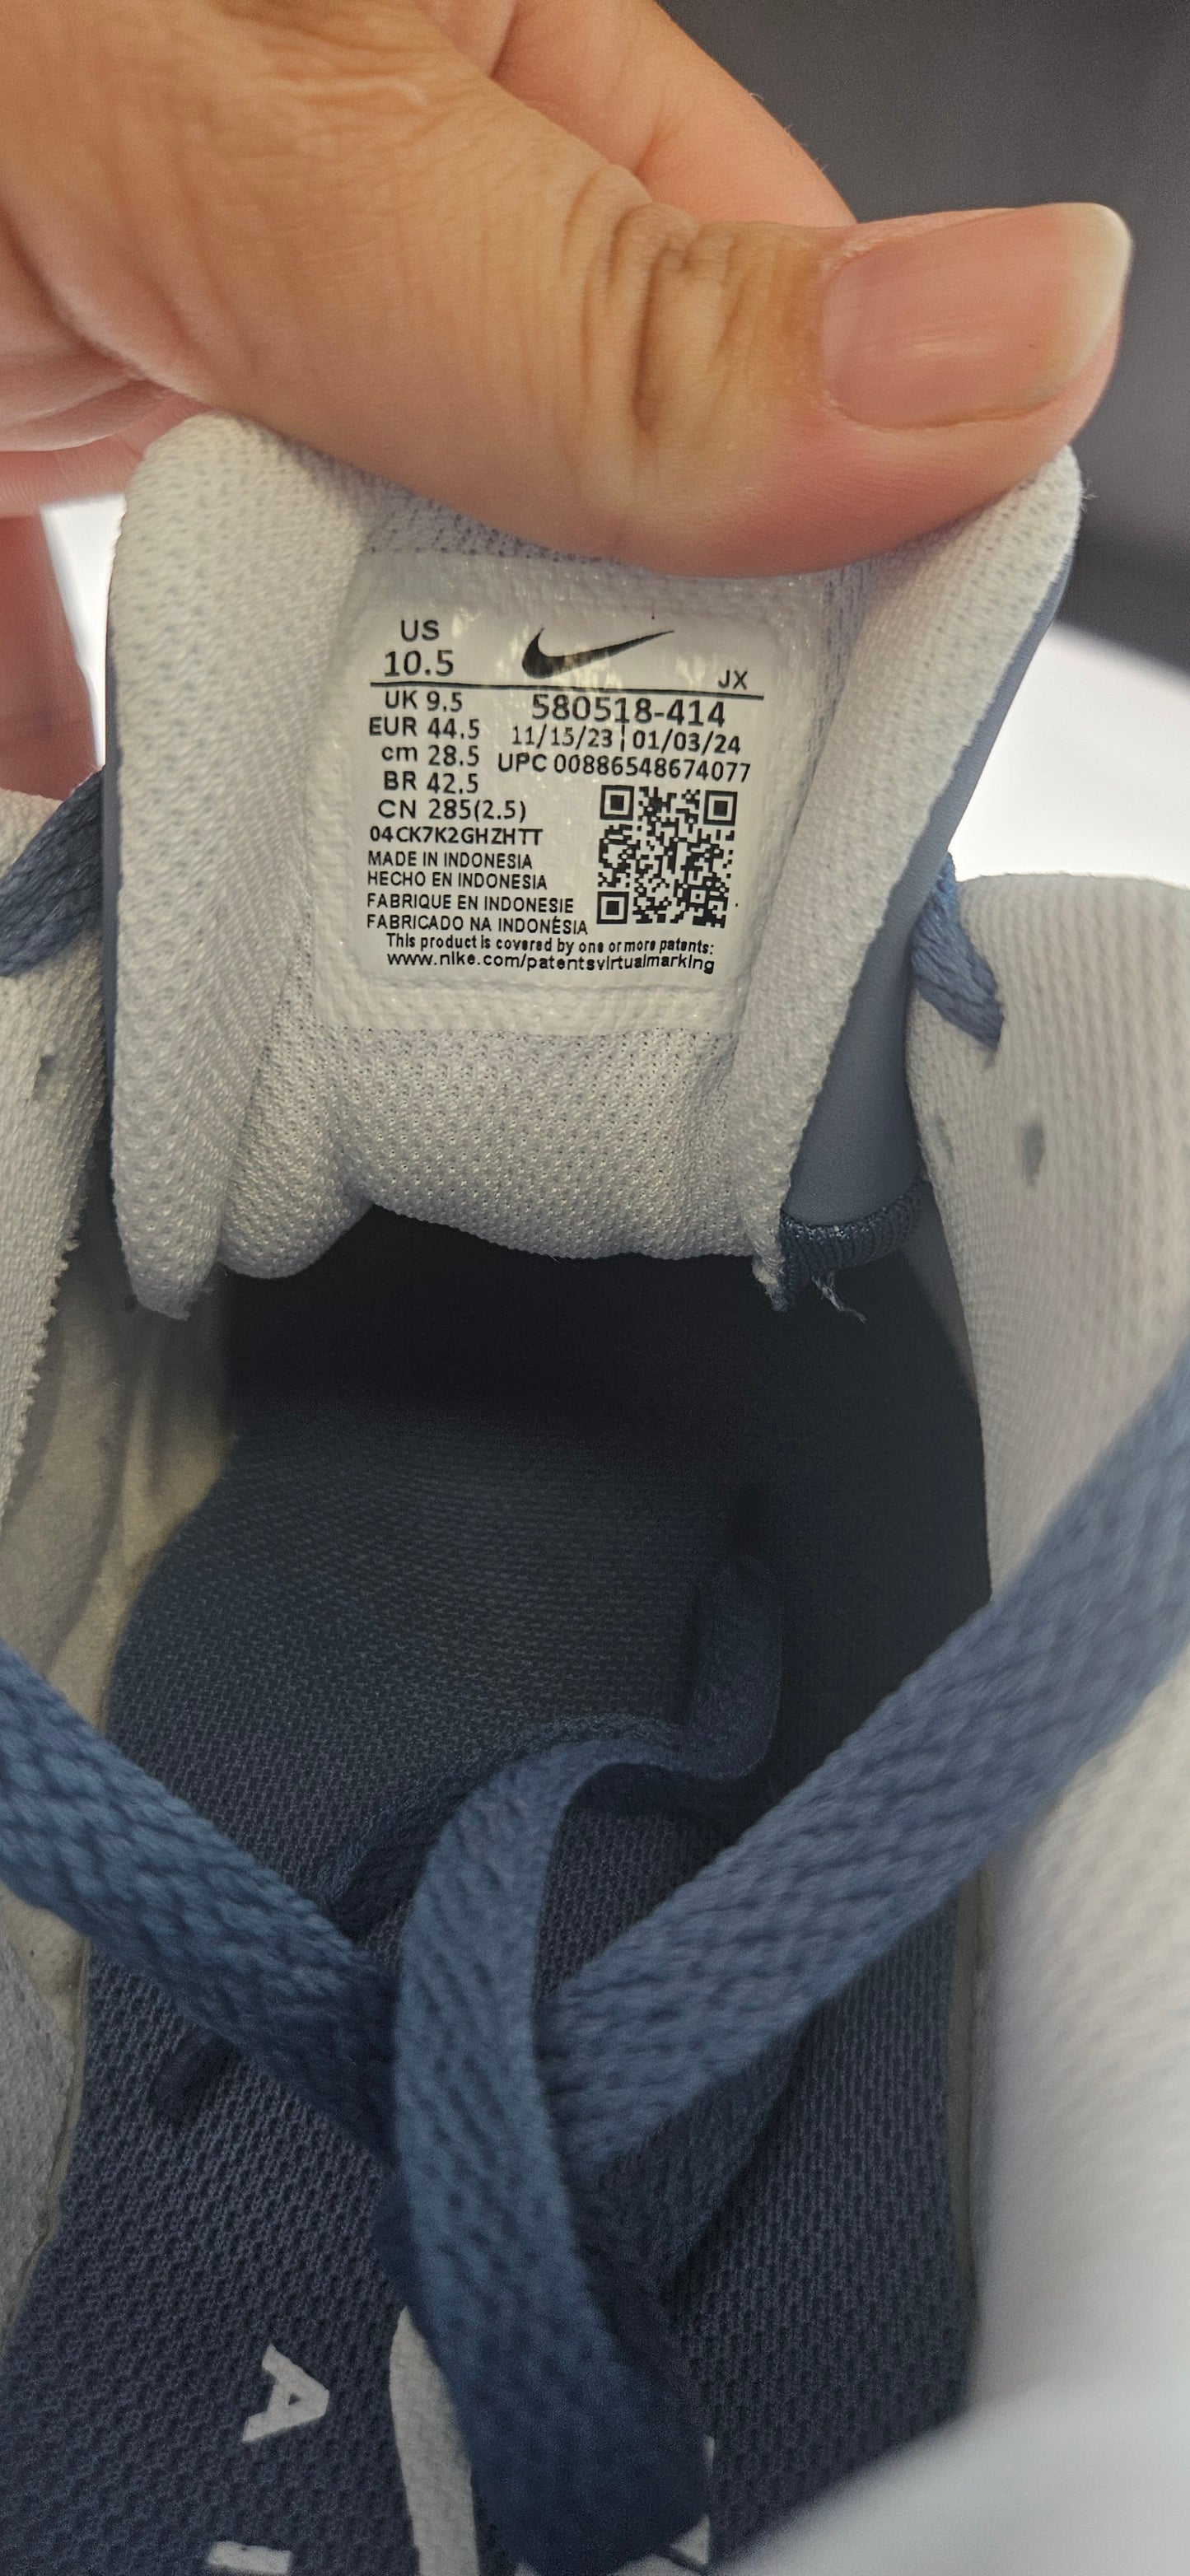 US
10.5
JX
UK 9.5
EUR 44.5
cm 28.5
BR 42.5
CN 285(2.5)
580518-414
11/15/23 | 01/03/24
UPC 00886548674077
04CK7K2GHZHTT
MADE IN INDONESIA
HECHO EN INDONESIA
FABRIQUE EN INDONESIE
FABRICADO NA INDONÉSIA
This product is covered by one or more patents:
www.nike.com/patentsvirtualmarking
A
I